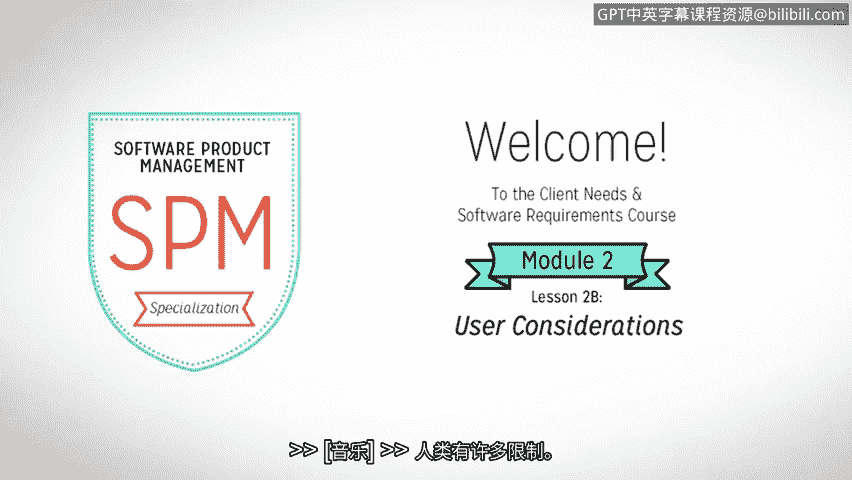 GPT中英字幕课程资源@bilibili.com
SOFTWARE PRODUCT
MANAGEMENT
SPM
Specialization
Welcome!
To the Client Needs &
Software Requirements Course
Module 2
Lesson 2B:
User Considerations
>> [音乐] >> 人类有许多限制。